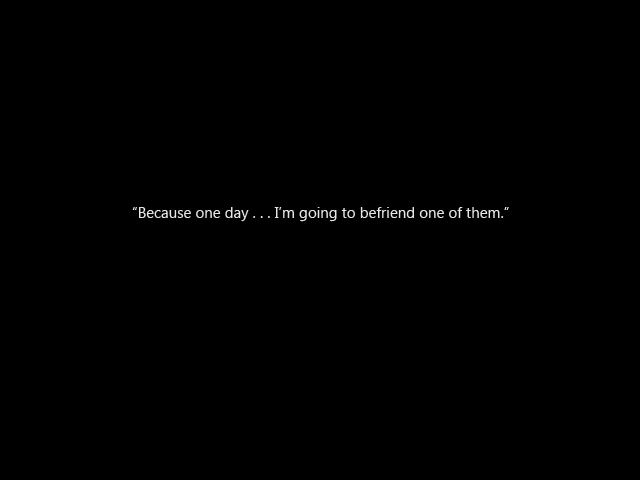 “Because one day . . . I’m going to befriend one of them.”